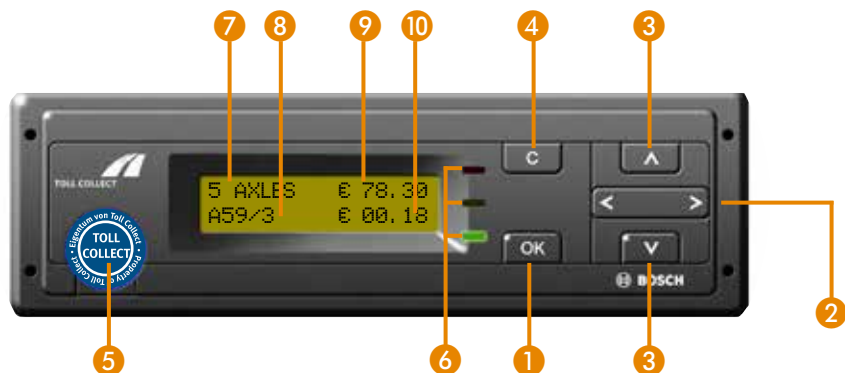 7 8 9 10 4 3
C ∧
TOLL COLLECT
5 AXLES € 78.30
A59/3 € 00.18
< >
Eigentum von Toll Collect • Property of Toll Collect •
TOLL
COLLECT
OK ∨
BOSCH
2
5 6 1 3